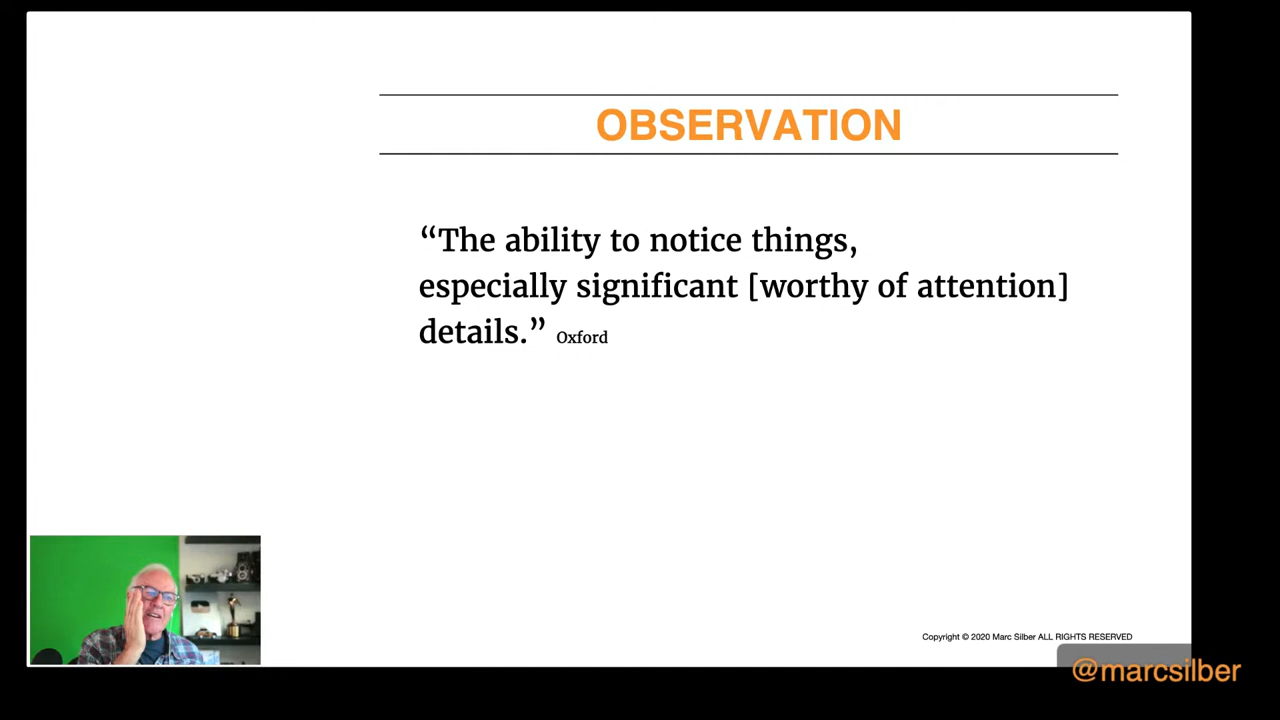 OBSERVATION
“The ability to notice things,
especially significant [worthy of attention]
details.” Oxford
Copyright © 2020 Marc Silber ALL RIGHTS RESERVED
@marcsilber